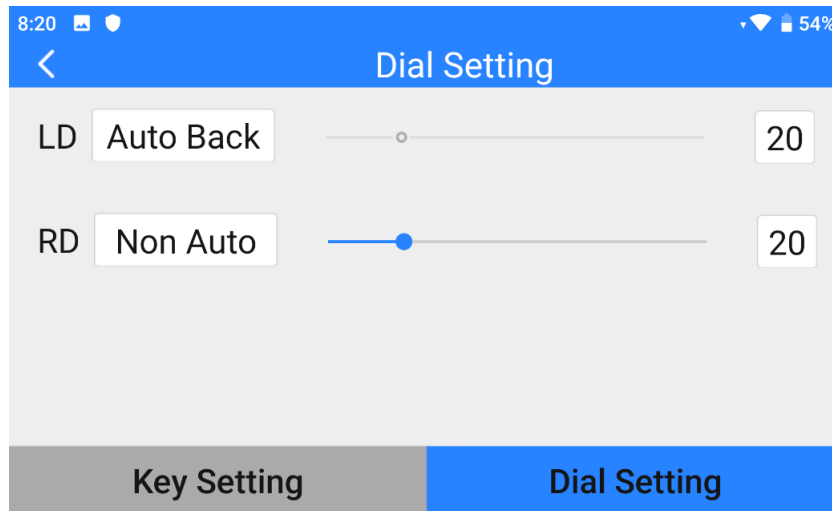 8:20 54%
Dial Setting
LD Auto Back 20
RD Non Auto 20
Key Setting Dial Setting